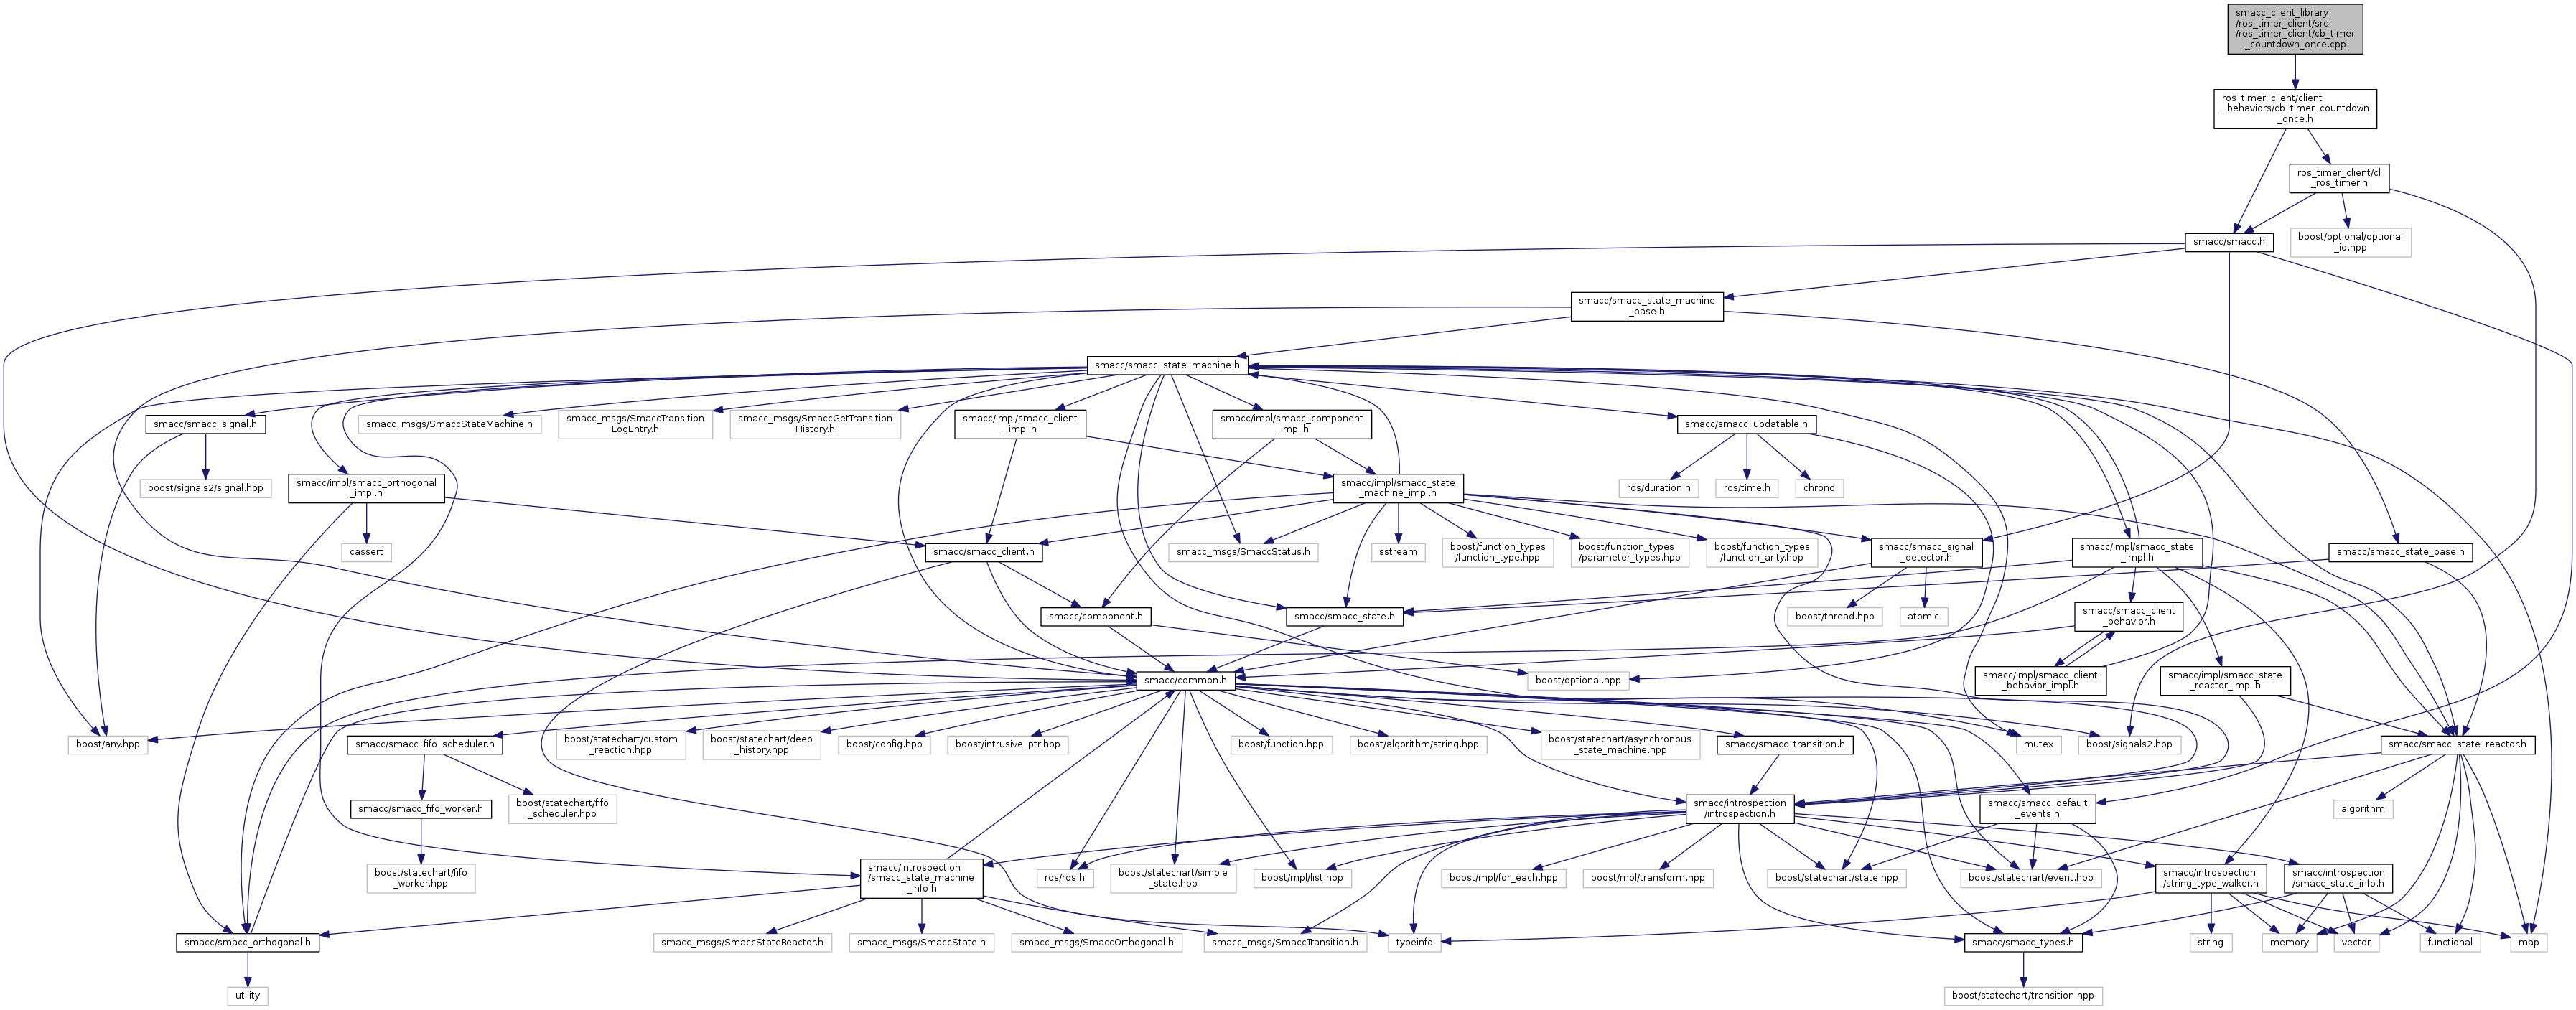 smacc_client_library
/ros_timer_client/src
/ros_timer_client/cb_timer
_countdown_once.cpp
ros_timer_client/client
_behaviors/cb_timer_countdown
_once.h
ros_timer_client/cl
_ros_timer.h
smacc/smacc.h
boost/optional/optional
_io.hpp
smacc/smacc_state_machine
_base.h
smacc/smacc_state_machine.h
smacc/smacc_signal.h
smacc_msgs/SmaccStateMachine.h
smacc_msgs/SmaccTransition
LogEntry.h
smacc_msgs/SmaccGetTransition
History.h
smacc/impl/smacc_client
_impl.h
smacc/impl/smacc_component
_impl.h
smacc/smacc_updatable.h
boost/signals2/signal.hpp
smacc/impl/smacc_orthogonal
_impl.h
smacc/impl/smacc_state
_machine_impl.h
ros/duration.h
ros/time.h
chrono
cassert
smacc/smacc_client.h
smacc_msgs/SmaccStatus.h
sstream
boost/function_types
/function_type.hpp
boost/function_types
/parameter_types.hpp
boost/function_types
/function_arity.hpp
smacc/smacc_signal
_detector.h
smacc/impl/smacc_state
_impl.h
smacc/smacc_state_base.h
smacc/component.h
smacc/smacc_state.h
boost/thread.hpp
atomic
smacc/smacc_client
_behavior.h
smacc/common.h
boost/optional.hpp
smacc/impl/smacc_client
_behavior_impl.h
smacc/impl/smacc_state
_reactor_impl.h
boost/any.hpp
smacc/smacc_fifo_scheduler.h
boost/statechart/custom
_reaction.hpp
boost/statechart/deep
_history.hpp
boost/config.hpp
boost/intrusive_ptr.hpp
boost/function.hpp
boost/algorithm/string.hpp
boost/statechart/asynchronous
_state_machine.hpp
smacc/smacc_transition.h
mutex
boost/signals2.hpp
smacc/smacc_state_reactor.h
smacc/smacc_fifo_worker.h
boost/statechart/fifo
_scheduler.hpp
smacc/introspection
/introspection.h
smacc/smacc_default
_events.h
algorithm
boost/statechart/fifo
_worker.hpp
smacc/introspection
/smacc_state_machine
_info.h
ros/ros.h
boost/statechart/simple
_state.hpp
boost/mpl/list.hpp
boost/mpl/for_each.hpp
boost/mpl/transform.hpp
boost/statechart/state.hpp
boost/statechart/event.hpp
smacc/introspection
/string_type_walker.h
smacc/introspection
/smacc_state_info.h
smacc/smacc_orthogonal.h
smacc_msgs/SmaccStateReactor.h
smacc_msgs/SmaccState.h
smacc_msgs/SmaccOrthogonal.h
smacc_msgs/SmaccTransition.h
typeinfo
smacc/smacc_types.h
string
memory
vector
functional
map
utility
boost/statechart/transition.hpp